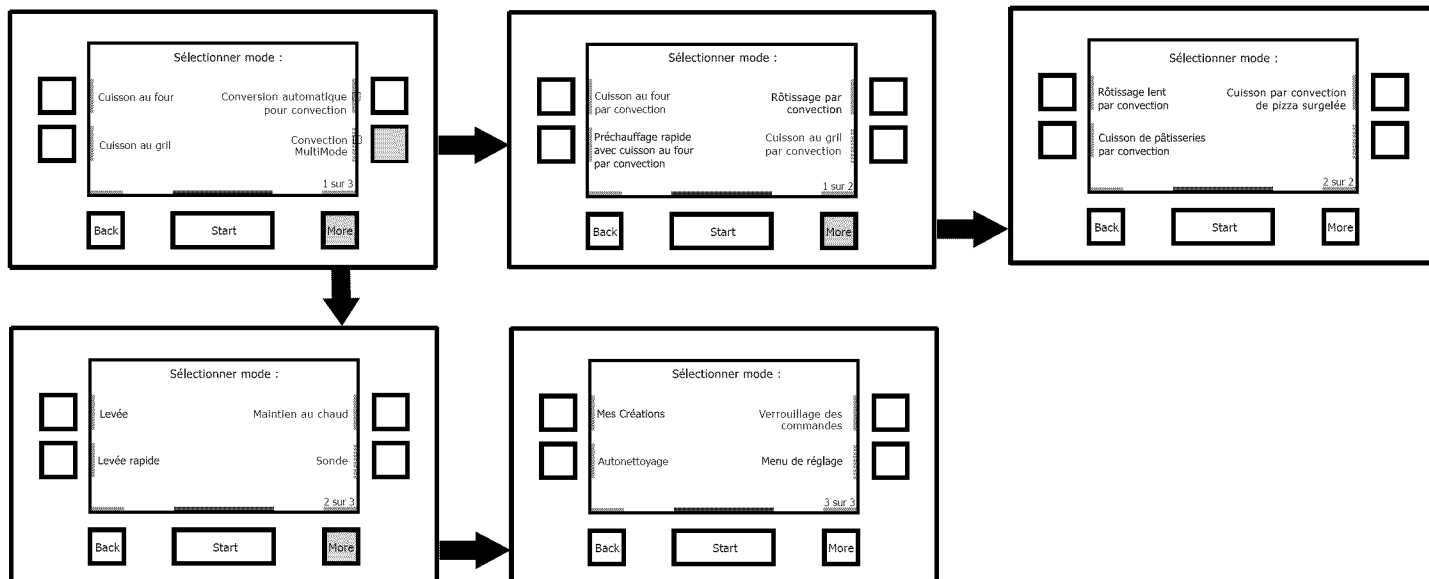 Sélectionner mode :
Cuisson au four
Conversion automatique
pour convection
Cuisson au gril
Convection
MultiMode
1 sur 3
Back
Start
More
Sélectionner mode :
Cuisson au four
par convection
Rôtissage par
convection
Préchauffage rapide
avec cuisson au four
par convection
Cuisson au gril
par convection
1 sur 2
Back
Start
More
Sélectionner mode :
Rôtissage lent
par convection
Cuisson par convection
de pizza surgelée
Cuisson de pâtisseries
par convection
2 sur 2
Back
Start
More
Sélectionner mode :
Levée
Maintien au chaud
Levée rapide
Sonde
2 sur 3
Back
Start
More
Sélectionner mode :
Mes Créations
Verrouillage des
commandes
Autonettoyage
Menu de réglage
3 sur 3
Back
Start
More